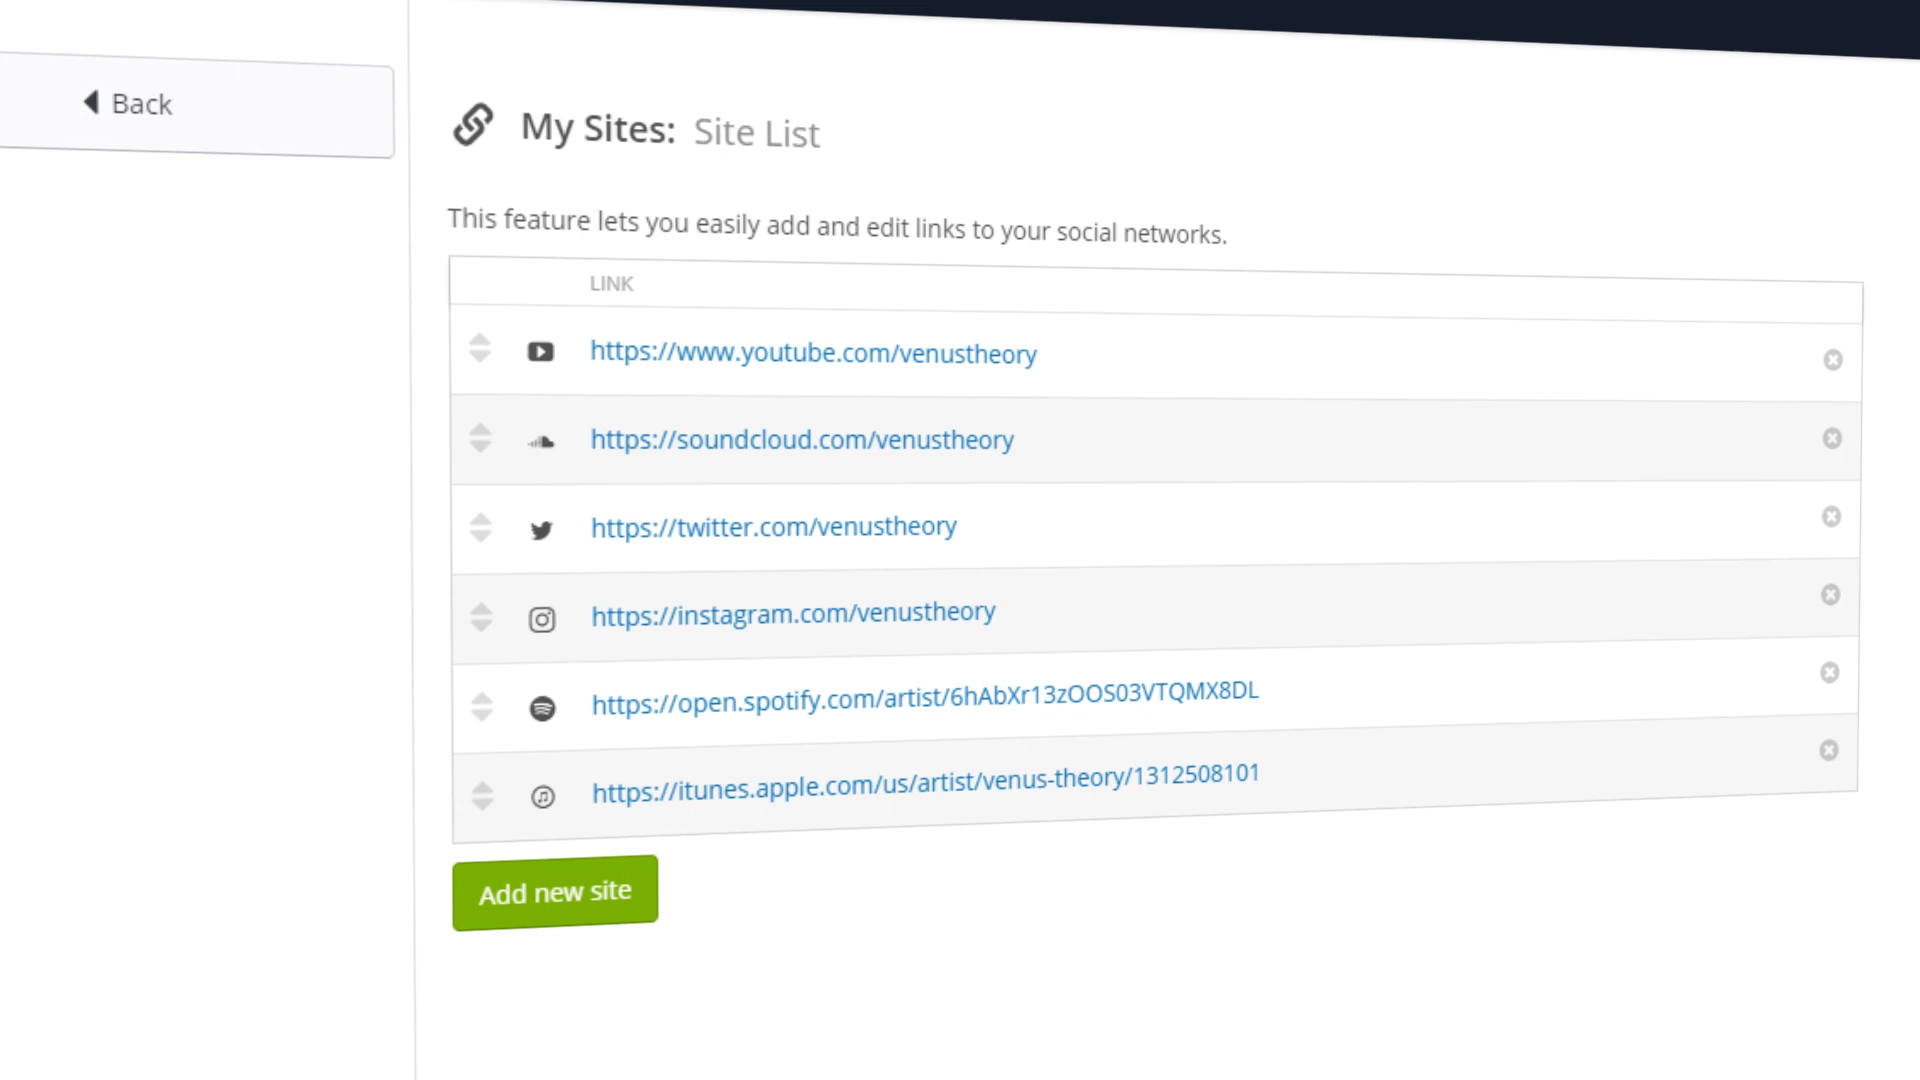 Back
My Sites: Site List
This feature lets you easily add and edit links to your social networks.
LINK
https://www.youtube.com/venustheory
https://soundcloud.com/venustheory
https://twitter.com/venustheory
https://instagram.com/venustheory
https://open.spotify.com/artist/6hAbXr13zOOS03VTQMX8DL
https://itunes.apple.com/us/artist/venus-theory/1312508101
Add new site